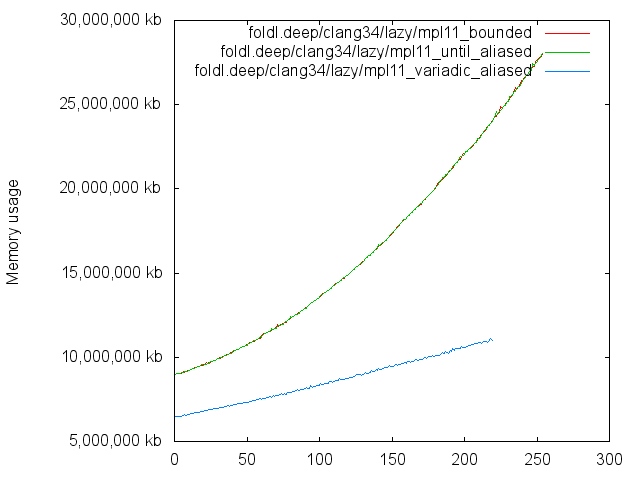 30,000,000 kb
25,000,000 kb
20,000,000 kb
15,000,000 kb
10,000,000 kb
5,000,000 kb
Memory usage
foldl.deep/clang34/lazy/mpl11_bounded
foldl.deep/clang34/lazy/mpl11_until_aliased
foldl.deep/clang34/lazy/mpl11_variadic_aliased
0 50 100 150 200 250 300